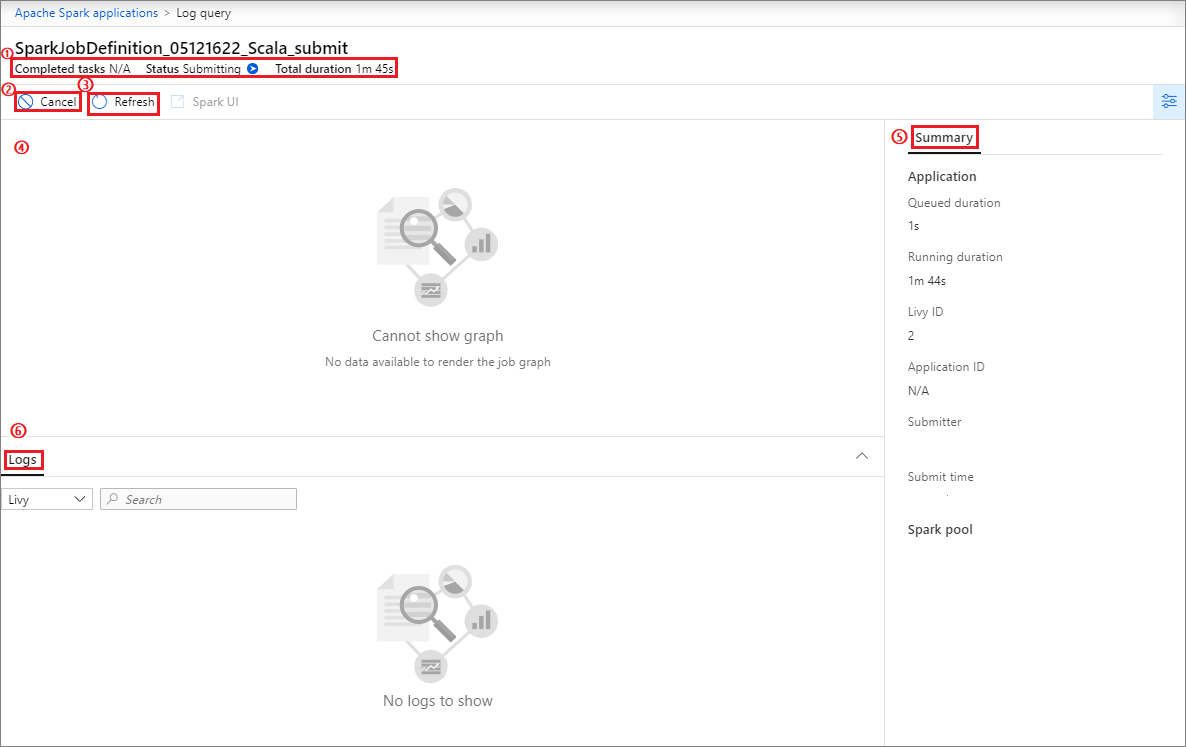 Apache Spark applications > Log query
SparkJobDefinition_05121622_Scala_submit
① Completed tasks N/A Status Submitting Total duration 1m 45s
② Cancel ③ Refresh Spark UI
④
Cannot show graph
No data available to render the job graph
⑤ Summary
Application
Queued duration
1s
Running duration
1m 44s
Livy ID
2
Application ID
N/A
Submitter
Submit time
Spark pool
⑥
Logs
Livy Search
No logs to show